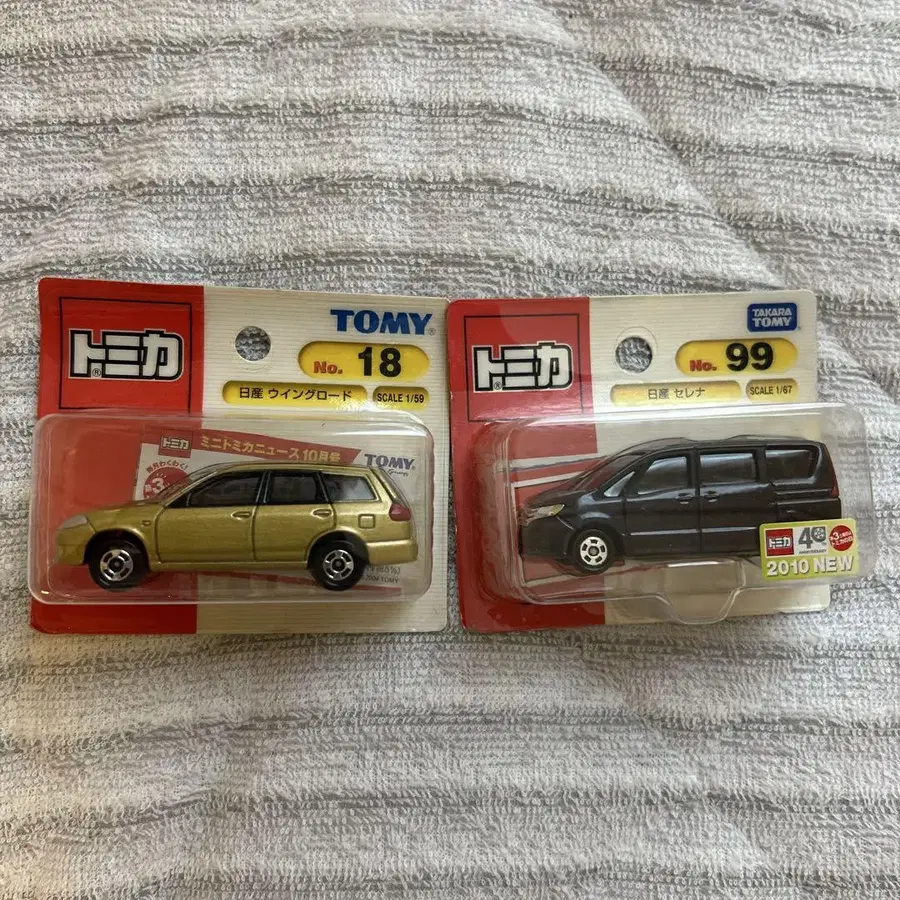 トミカ
TOMY
No. 18
日産 ウイングロード
SCALE 1/59
トミカ
ミニトミカニュース 10月号
TOMY
トミカ
TAKARA TOMY
No. 99
日産 セレナ
SCALE 1/67
トミカ
40
2010 NEW